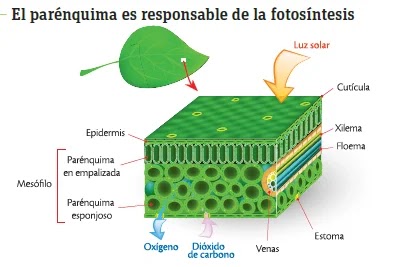 El parénquima es responsable de la fotosíntesis
Luz solar
Cutícula
Epidermis
Xilema
Floema
Mesófilo
Parénquima
en empalizada
Parénquima
esponjoso
Oxígeno
Dióxido
de carbono
Venas
Estoma